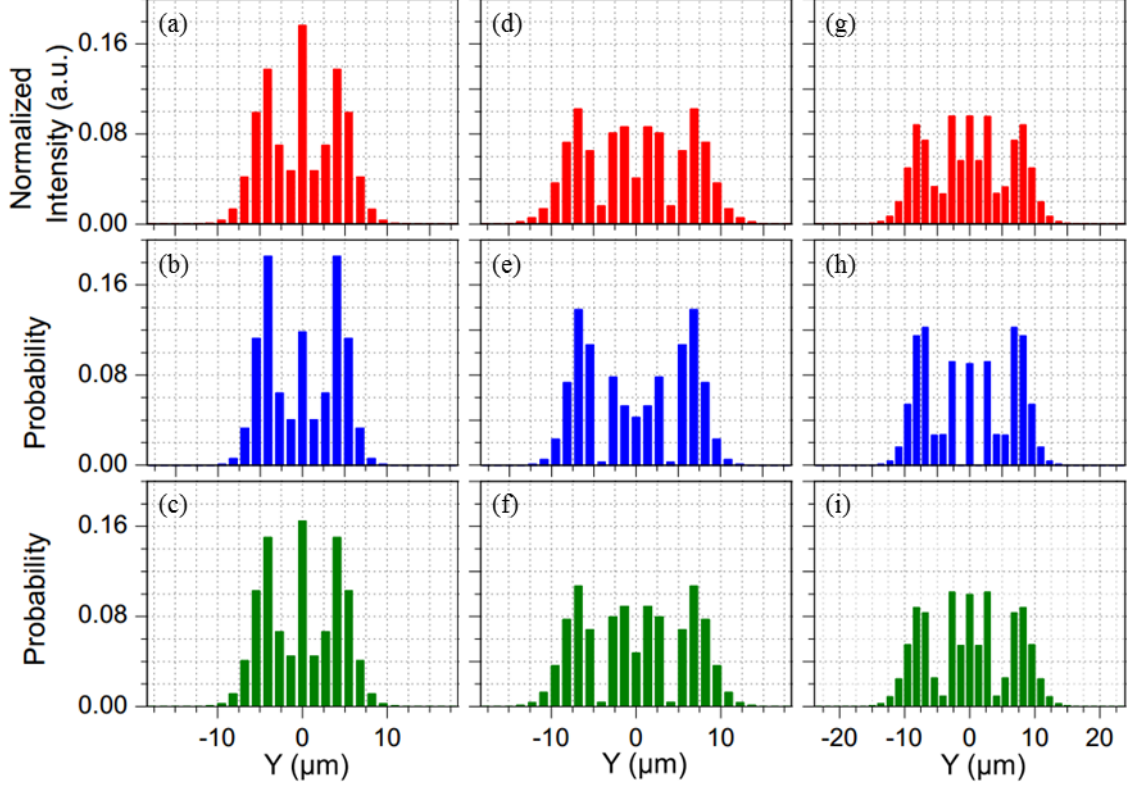 (a) (d) (g)
0.16
0.08
0.00
Normalized
Intensity (a.u.)
(b) (e) (h)
0.16
0.08
0.00
Probability
(c) (f) (i)
0.16
0.08
0.00
Probability
-10 0 10 -10 0 10 -20 -10 0 10 20
Y (μm) Y (μm) Y (μm)